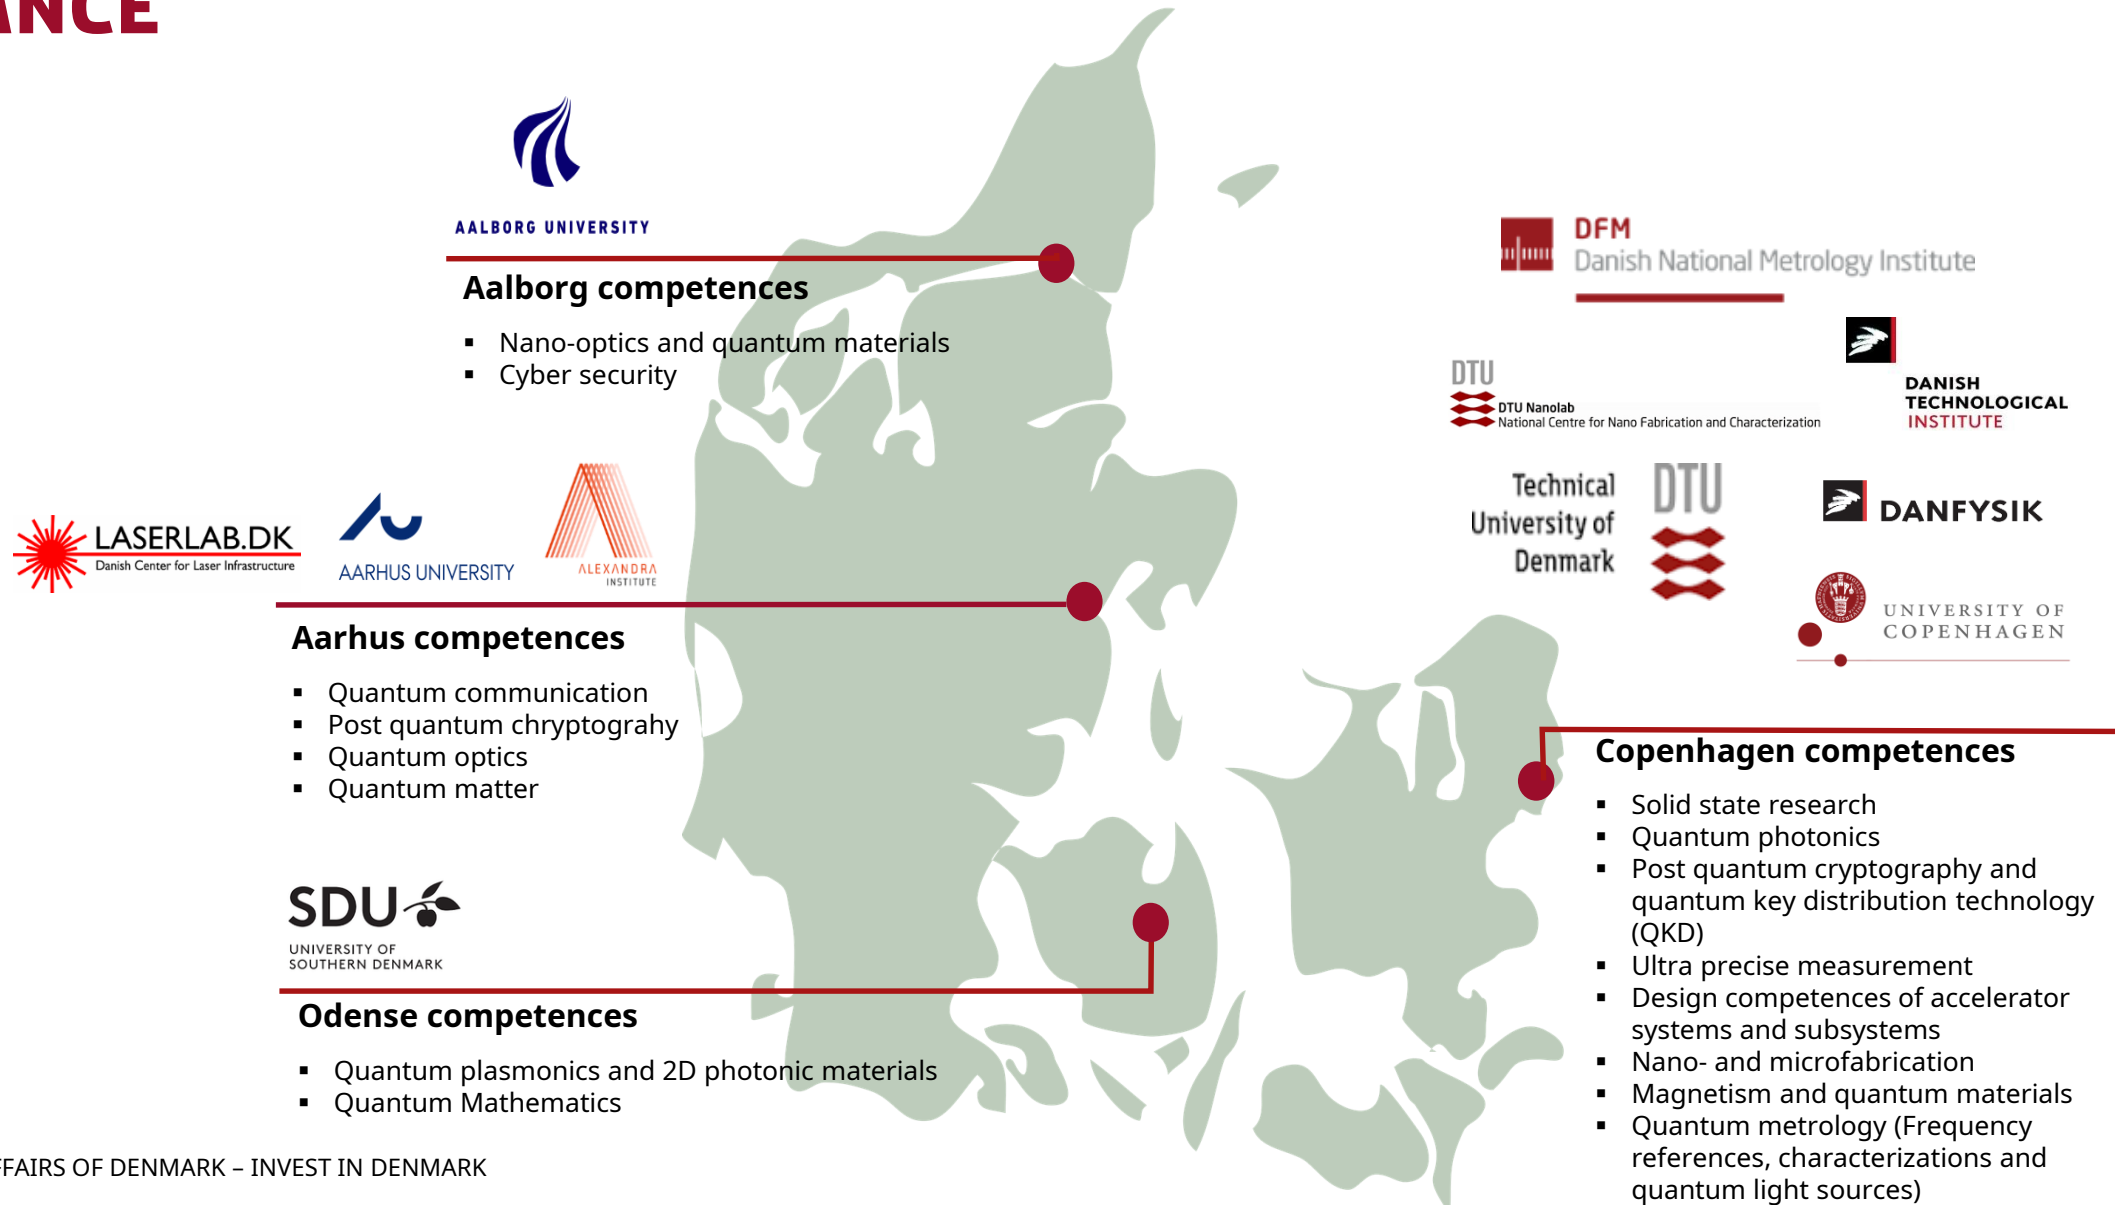 ANCE
AALBORG UNIVERSITY
Aalborg competences
▪ Nano-optics and quantum materials
▪ Cyber security
LASERLAB.DK
Danish Center for Laser Infrastructure
AARHUS UNIVERSITY
ALEXANDRA
INSTITUTE
Aarhus competences
▪ Quantum communication
▪ Post quantum chryptograhy
▪ Quantum optics
▪ Quantum matter
SDU
UNIVERSITY OF
SOUTHERN DENMARK
Odense competences
▪ Quantum plasmonics and 2D photonic materials
▪ Quantum Mathematics
DFM
Danish National Metrology Institute
DTU
DTU Nanolab
National Centre for Nano Fabrication and Characterization
DANISH
TECHNOLOGICAL
INSTITUTE
Technical
University of
Denmark
DTU
DANFYSIK
UNIVERSITY OF
COPENHAGEN
Copenhagen competences
▪ Solid state research
▪ Quantum photonics
▪ Post quantum cryptography and
quantum key distribution technology
(QKD)
▪ Ultra precise measurement
▪ Design competences of accelerator
systems and subsystems
▪ Nano- and microfabrication
▪ Magnetism and quantum materials
▪ Quantum metrology (Frequency
references, characterizations and
quantum light sources)
FFAIRS OF DENMARK – INVEST IN DENMARK